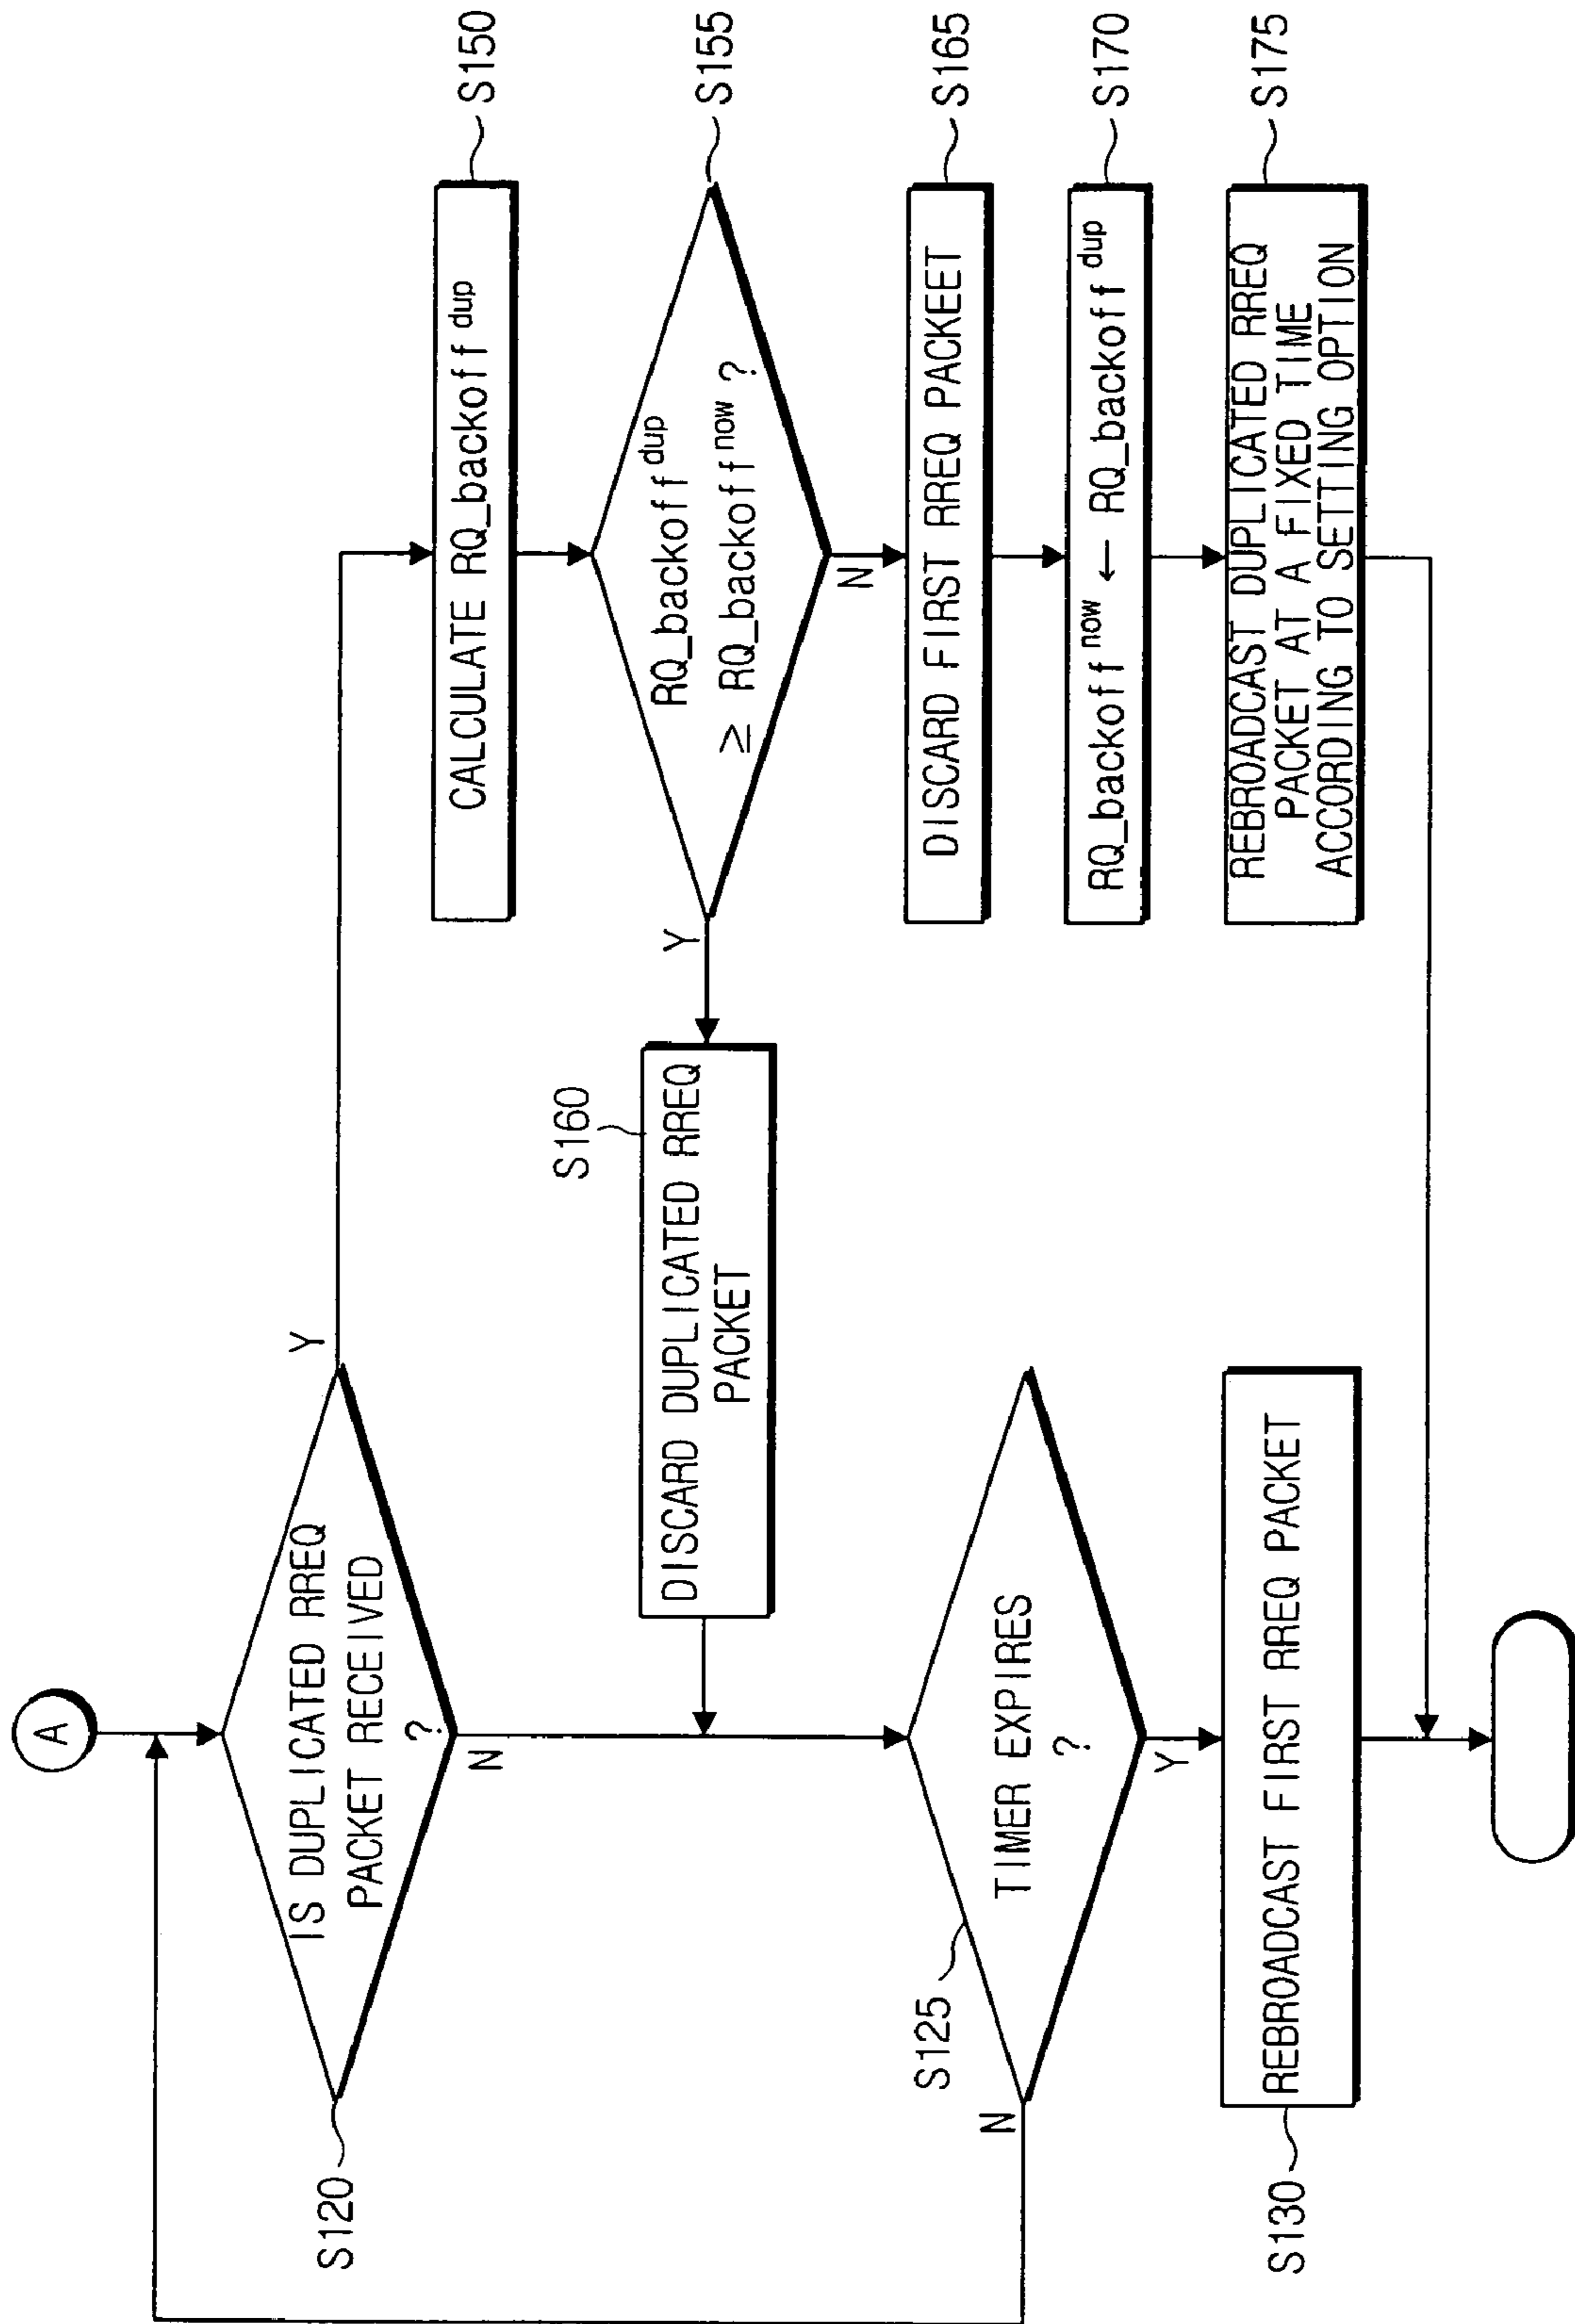 A
IS DUPLICATED RREQ
PACKET RECEIVED
?
S120
Y
N
CALCULATE RQ_backoff dup
S150
RQ_backoff dup
≥ RQ_backoff now ?
S155
Y
N
S160
DISCARD DUPLICATED RREQ
PACKET
DISCARD FIRST RREQ PACKEET
S165
RQ_backoff now ← RQ_backoff dup
S170
REBROADCAST DUPLICATED RREQ
PACKET AT A FIXED TIME
ACCORDING TO SETTING OPTION
S175
S125
TIMER EXPIRES
?
N
Y
REBROADCAST FIRST RREQ PACKET
S130